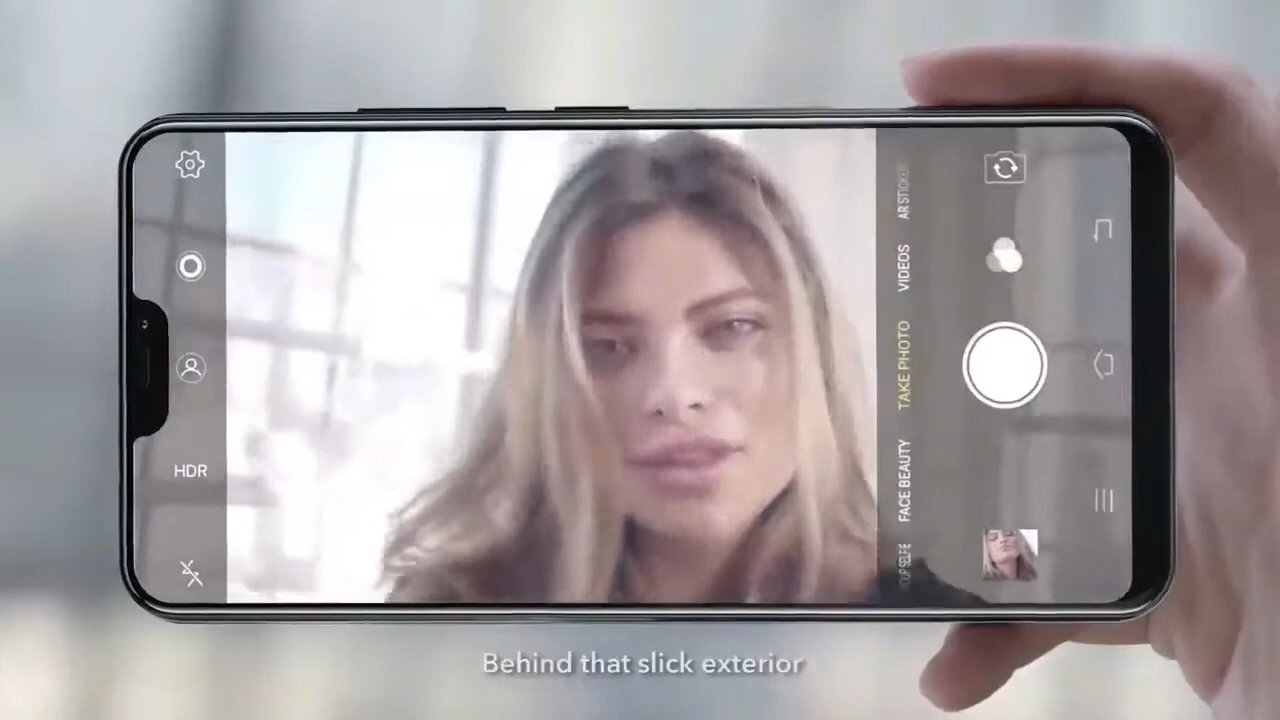 HDR
AR STICKER
VIDEOS
TAKE PHOTO
FACE BEAUTY
Behind that slick exterior